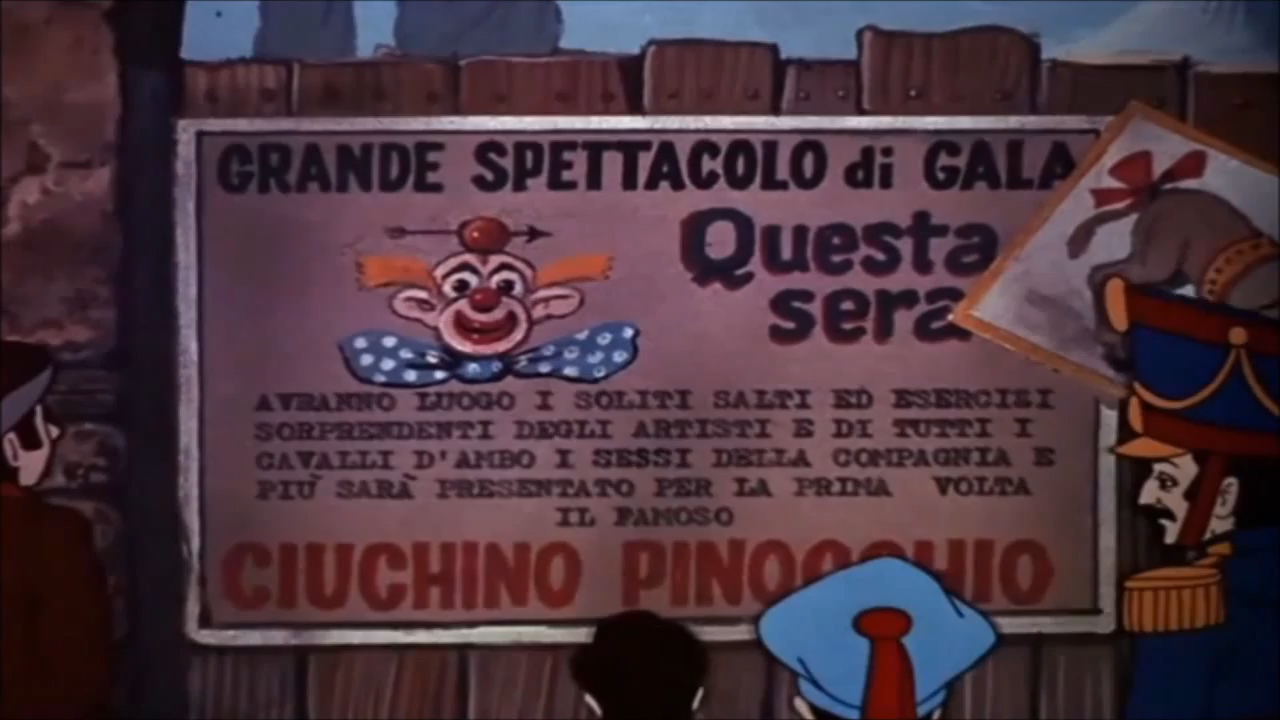 GRANDE SPETTACOLO di GALA
Questa
sera
AVRANNO LUOGO I SOLITI SALTI ED ESERCIZI
SORPRENDENTI DEGLI ARTISTI E DI TUTTI I
CAVALLI D'AMBO I SESSI DELLA COMPAGNIA E
PIÙ SARÀ PRESENTATO PER LA PRIMA VOLTA
IL FAMOSO
CIUCHINO PINOCCHIO